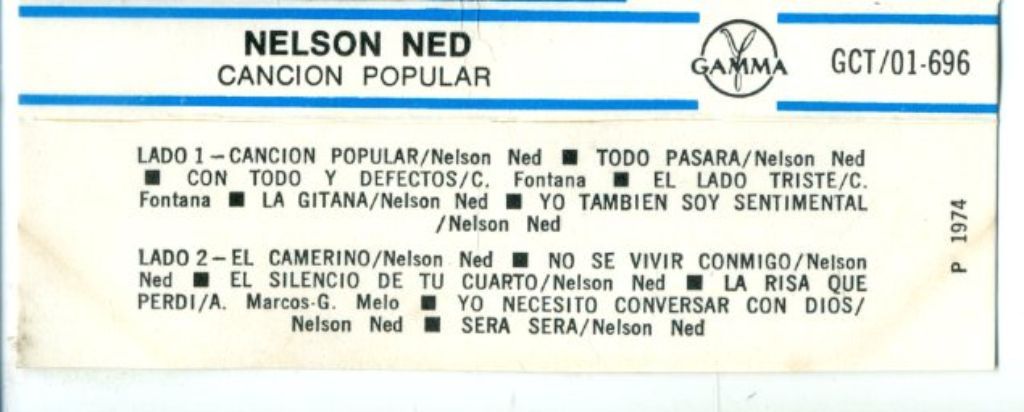 NELSON NED
CANCION POPULAR
GAMMA
GCT/01-696
LADO 1 – CANCION POPULAR/Nelson Ned ■ TODO PASARA/Nelson Ned
■ CON TODO Y DEFECTOS/C. Fontana ■ EL LADO TRISTE/C.
Fontana ■ LA GITANA/Nelson Ned ■ YO TAMBIEN SOY SENTIMENTAL
/Nelson Ned
LADO 2 – EL CAMERINO/Nelson Ned ■ NO SE VIVIR CONMIGO/Nelson
Ned ■ EL SILENCIO DE TU CUARTO/Nelson Ned ■ LA RISA QUE
PERDI/A. Marcos-G. Melo ■ YO NECESITO CONVERSAR CON DIOS/
Nelson Ned ■ SERA SERA/Nelson Ned
P 1974